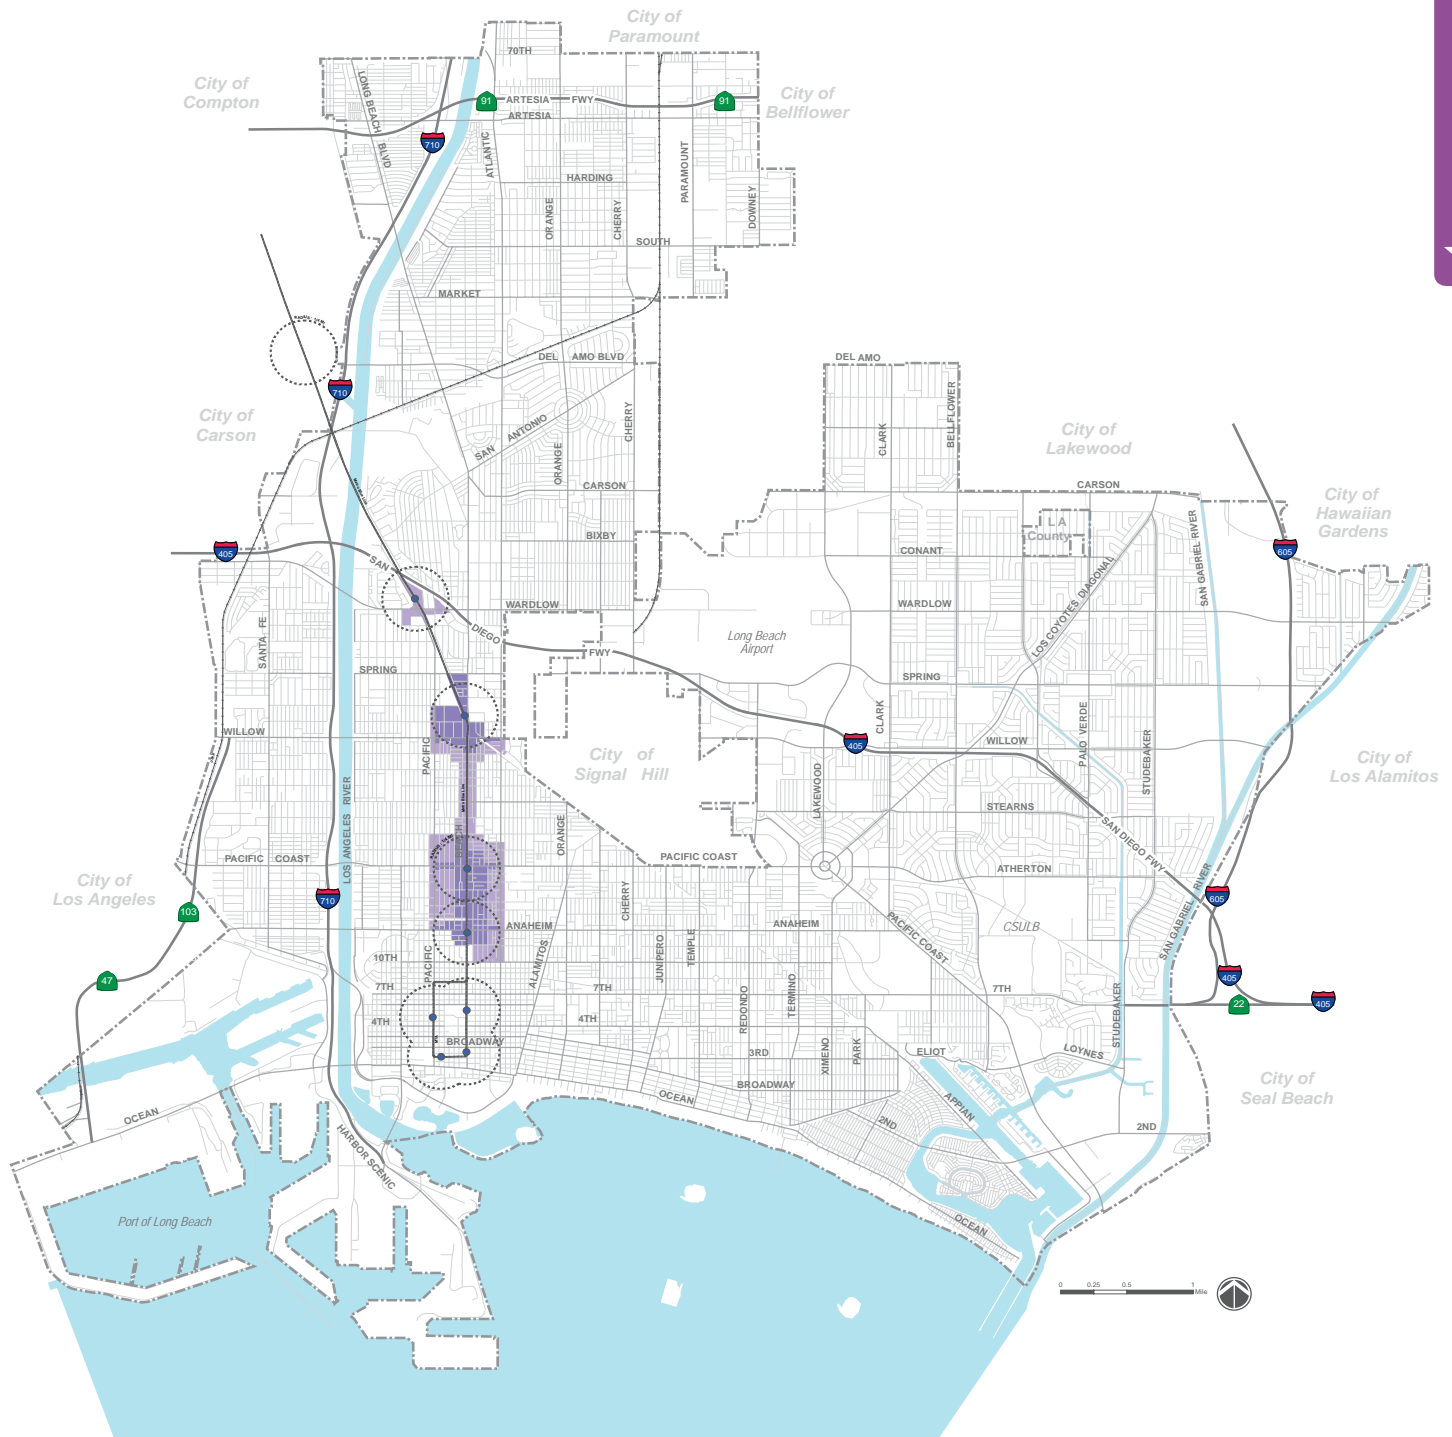 City of
Paramount
70TH
City of
Compton
LONG BEACH BLVD
91
ARTESIA FWY
91
City of
Bellflower
ARTESIA
710
ATLANTIC
PARAMOUNT
HARDING
ORANGE
CHERRY
DOWNEY
SOUTH
MARKET
DEL AMO BLVD
DEL AMO
710
City of
Carson
SAN ANTONIO
CHERRY
ORANGE
CLARK
BELLFLOWER
City of
Lakewood
CARSON
CARSON
City of
Hawaiian
Gardens
L A
County
BIXBY
405
SAN DIEGO FWY
CONANT
SAN GABRIEL RIVER
605
LOS COYOTES DIAGONAL
WARDLOW
WARDLOW
SANTA FE
Long Beach
Airport
SPRING
SPRING
WILLOW
PACIFIC
City of
Signal Hill
405
CLARK
WILLOW
PALO VERDE
STUDEBAKER
City of
Los Alamitos
LOS ANGELES RIVER
LAKEWOOD
STEARNS
ORANGE
SAN DIEGO FWY
BEACH
PACIFIC COAST
PACIFIC COAST
ATHERTON
City of
Los Angeles
710
CHERRY
605
103
ANAHEIM
ANAHEIM
PACIFIC COAST
CSULB
SAN GABRIEL RIVER
10TH
PACIFIC
ALAMITOS
JUNIPERO
TEMPLE
47
7TH
7TH
REDONDO
TERMINO
7TH
405
22
405
4TH
4TH
STUDEBAKER
BROADWAY
3RD
XIMENO
PARK
ELIOT
LOYNES
BROADWAY
City of
Seal Beach
OCEAN
OCEAN
APPIAN
2ND
2ND
HARBOR SCENIC
Port of Long Beach
OCEAN
0 0.25 0.5 1
Mile